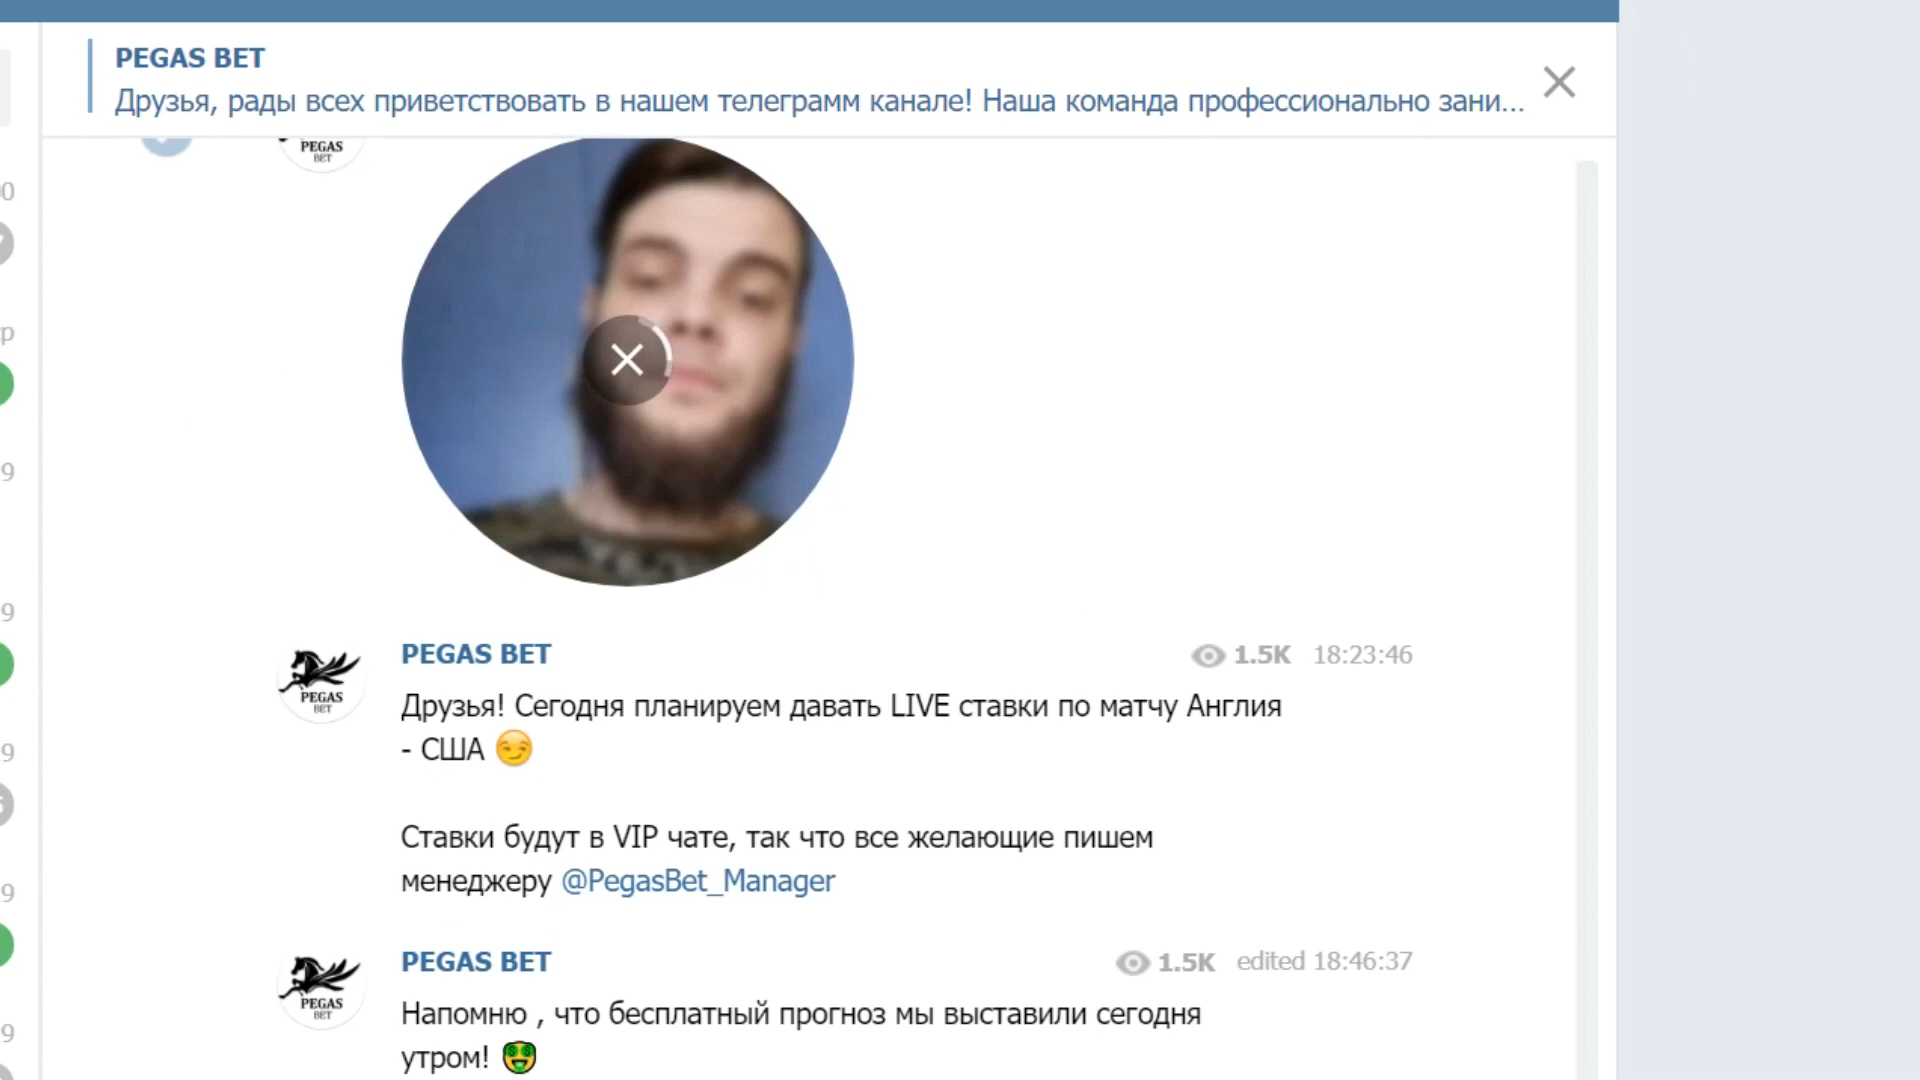 PEGAS BET
Друзья, рады всех приветствовать в нашем телеграмм канале! Наша команда профессионально зани...
PEGAS
BET
PEGAS BET
1.5K 18:23:46
PEGAS
BET
Друзья! Сегодня планируем давать LIVE ставки по матчу Англия
- США
Ставки будут в VIP чате, так что все желающие пишем
менеджеру @PegasBet_Manager
PEGAS BET
1.5K edited 18:46:37
PEGAS
BET
Напомню , что бесплатный прогноз мы выставили сегодня
утром!